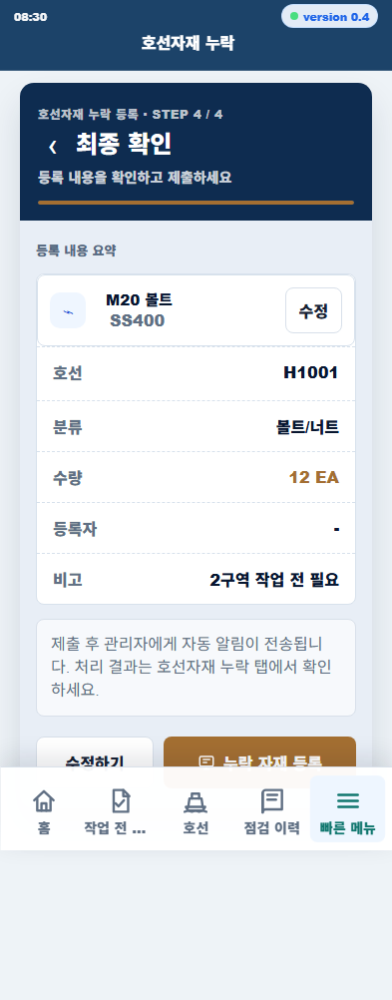 08:30
version 0.4
호선자재 누락
호선자재 누락 등록 • STEP 4 / 4
최종 확인
등록 내용을 확인하고 제출하세요
등록 내용 요약
M20 볼트
SS400
수정
호선
H1001
분류
볼트/너트
수량
12 EA
등록자
-
비고
2구역 작업 전 필요
제출 후 관리자에게 자동 알림이 전송됩니
다. 처리 결과는 호선자재 누락 탭에서 확인
하세요.
수정하기
누락 자재 등록
홈
작업 전 ...
호선
점검 이력
빠른 메뉴